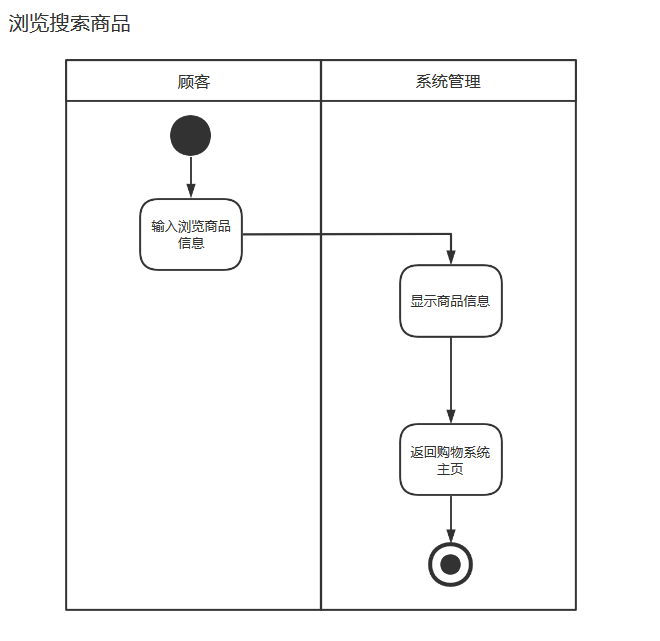 浏览搜索商品
顾客
系统管理
输入浏览商品
信息
显示商品信息
返回购物系统
主页